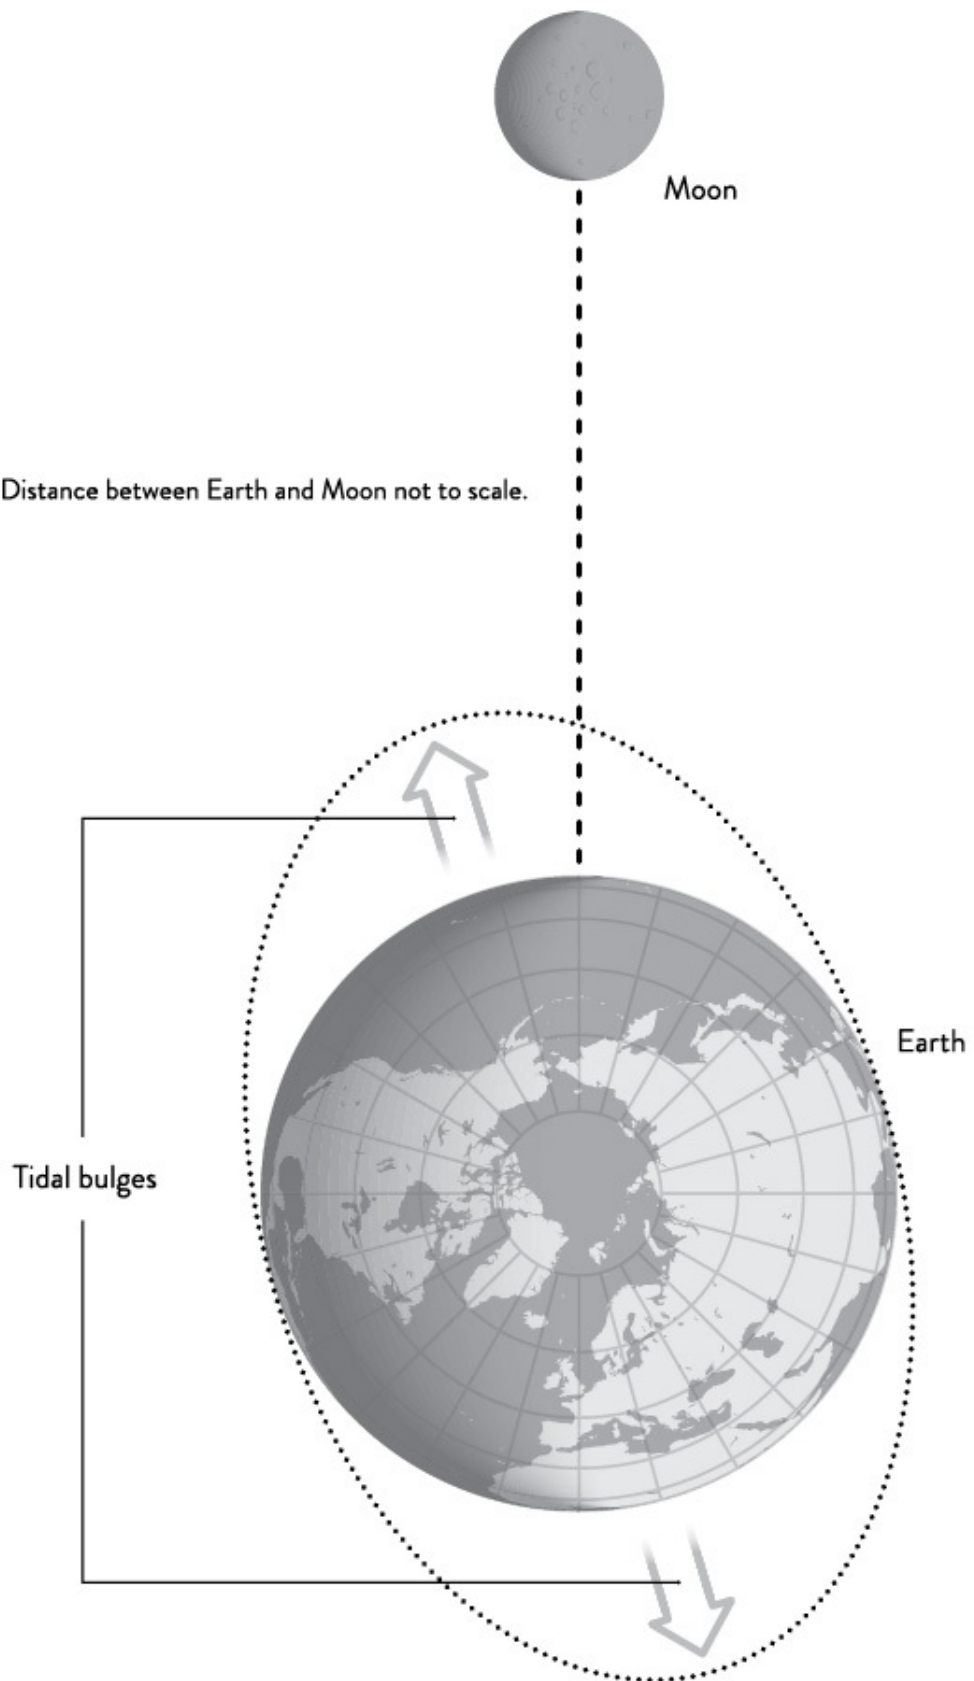 Moon
Distance between Earth and Moon not to scale.
Earth
Tidal bulges